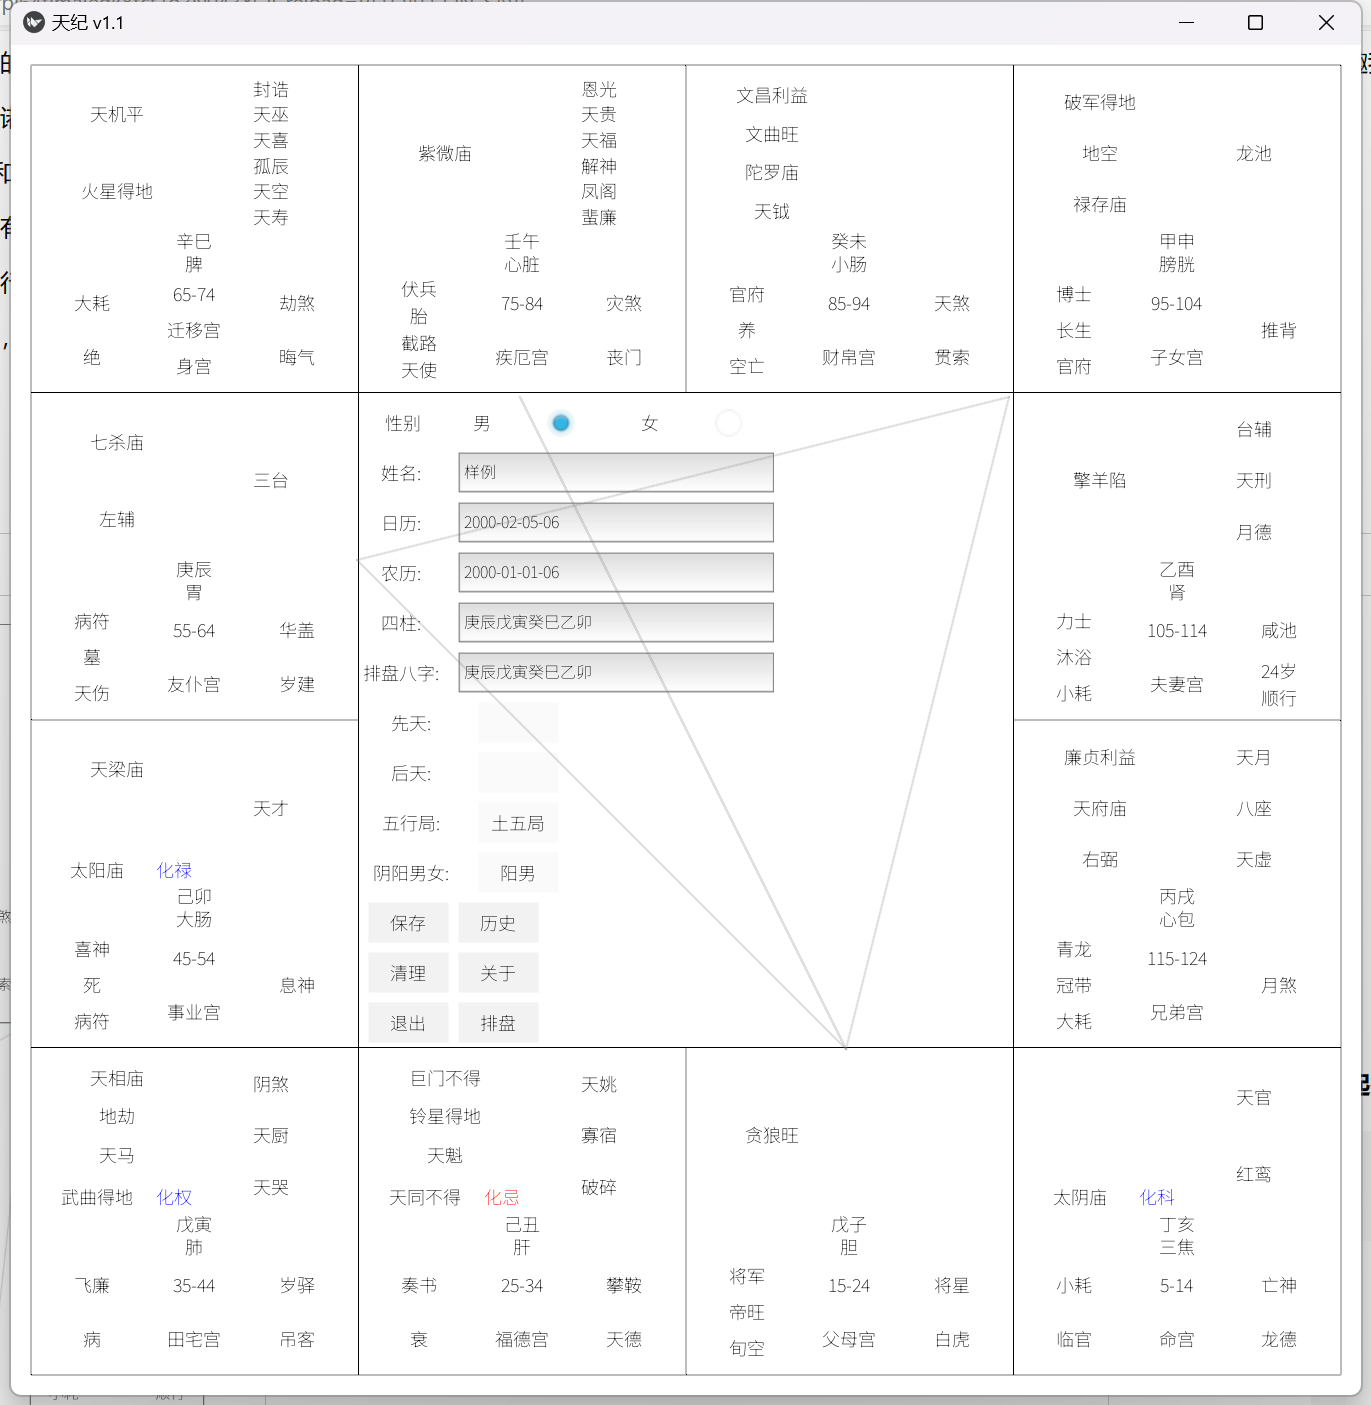 天纪 v1.1
天机平
火星得地
封诰
天巫
天喜
孤辰
天空
天寿
辛巳
脾
大耗
绝
65-74
迁移宫
身宫
劫煞
晦气
紫微庙
恩光
天贵
天福
解神
凤阁
蜚廉
壬午
心脏
伏兵
胎
截路
天使
75-84
疾厄宫
灾煞
丧门
文昌利益
文曲旺
陀罗庙
天钺
癸未
小肠
官府
养
空亡
85-94
财帛宫
天煞
贯索
破军得地
地空
禄存庙
龙池
甲申
膀胱
博士
长生
官府
95-104
子女宫
推背
七杀庙
左辅
三台
庚辰
胃
病符
墓
天伤
55-64
友仆宫
华盖
岁建
性别 男 女
姓名: 样例
日历: 2000-02-05-06
农历: 2000-01-01-06
四柱: 庚辰戊寅癸巳乙卯
排盘八字: 庚辰戊寅癸巳乙卯
先天:
后天:
五行局: 土五局
阴阳男女: 阳男
保存 历史
清理 关于
退出 排盘
擎羊陷
台辅
天刑
月德
乙酉
肾
力士
沐浴
小耗
105-114
夫妻宫
咸池
24岁
顺行
天梁庙
太阳庙 化禄
天才
己卯
大肠
喜神
死
病符
45-54
事业宫
息神
廉贞利益
天府庙
右弼
天月
八座
天虚
丙戌
心包
青龙
冠带
大耗
115-124
兄弟宫
月煞
天相庙
地劫
天马
武曲得地 化权
阴煞
天厨
天哭
戊寅
肺
飞廉
病
35-44
田宅宫
岁驿
吊客
巨门不得
铃星得地
天魁
天同不得 化忌
天姚
寡宿
破碎
己丑
肝
奏书
衰
25-34
福德宫
攀鞍
天德
贪狼旺
戊子
胆
将军
帝旺
旬空
15-24
父母宫
将星
白虎
太阴庙 化科
天官
红鸾
丁亥
三焦
小耗
临官
5-14
命宫
亡神
龙德